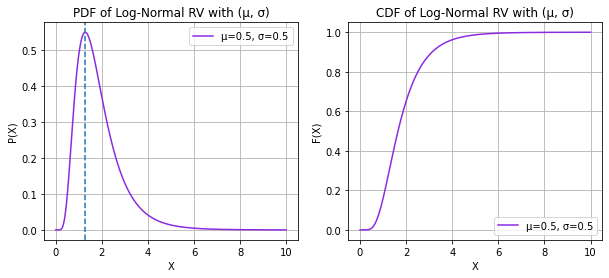 PDF of Log-Normal RV with (μ, σ)
μ=0.5, σ=0.5
P(X)
0.5
0.4
0.3
0.2
0.1
0.0
0 2 4 6 8 10
X
CDF of Log-Normal RV with (μ, σ)
F(X)
1.0
0.8
0.6
0.4
0.2
0.0
μ=0.5, σ=0.5
0 2 4 6 8 10
X